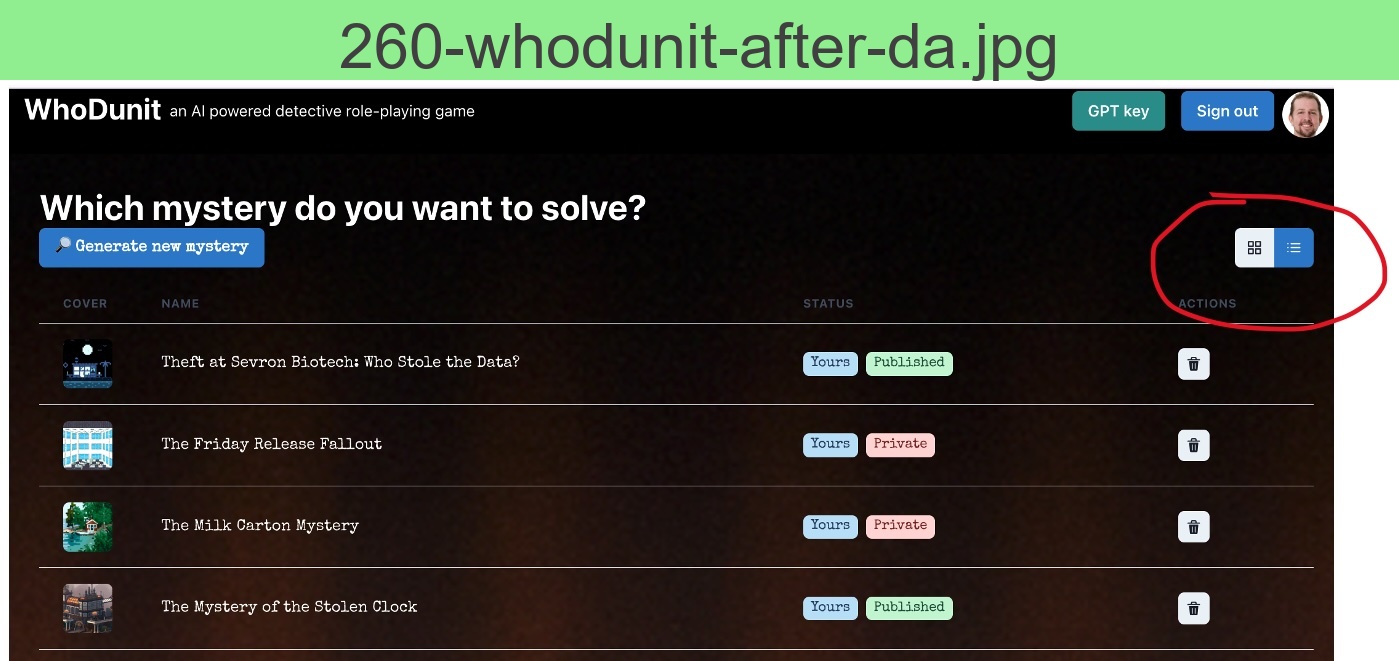 260-whodunit-after-da.jpg
WhoDunit an AI powered detective role-playing game GPT key Sign out
Which mystery do you want to solve?
Generate new mystery
COVER NAME STATUS ACTIONS
Theft at Sevron Biotech: Who Stole the Data? Yours Published
The Friday Release Fallout Yours Private
The Milk Carton Mystery Yours Private
The Mystery of the Stolen Clock Yours Published